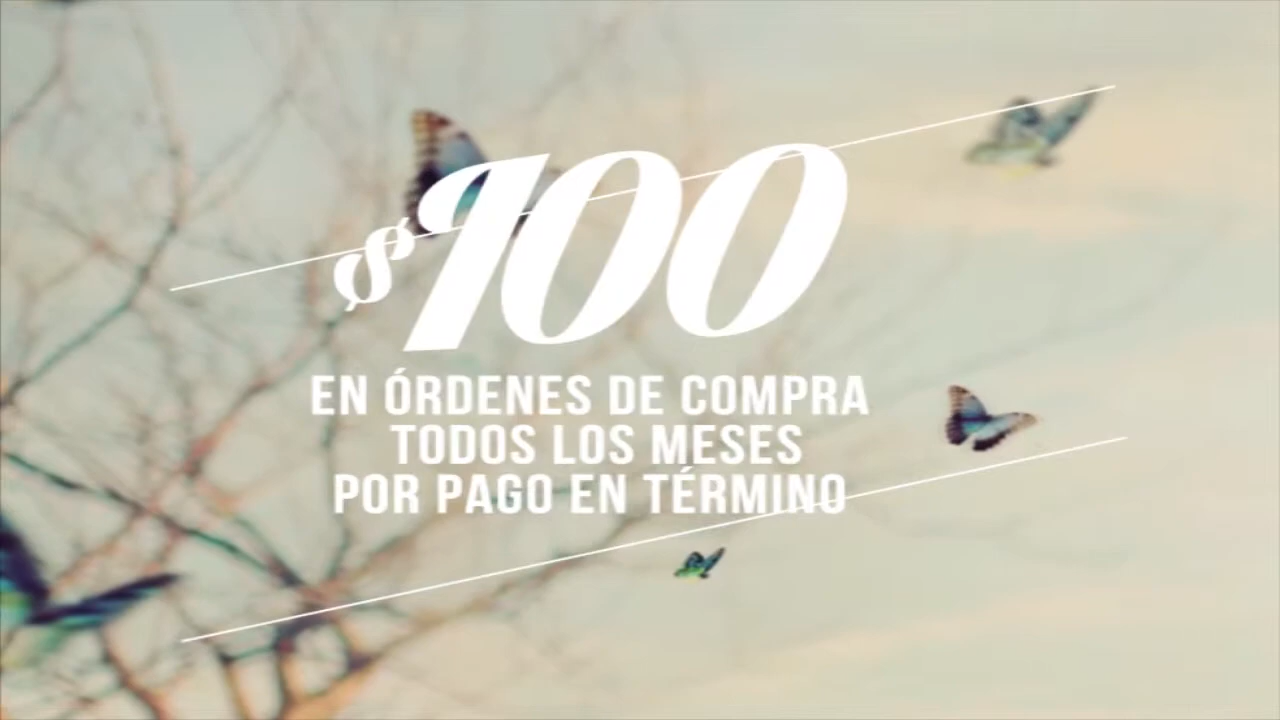 $100
EN ÓRDENES DE COMPRA
TODOS LOS MESES
POR PAGO EN TÉRMINO